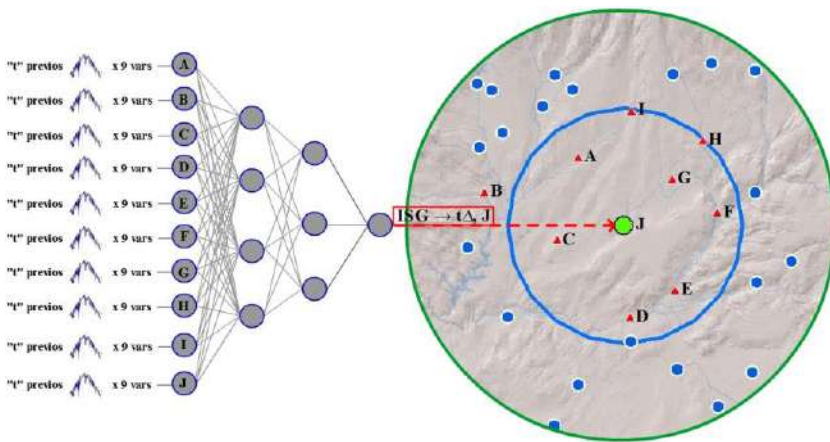 "t" previos x 9 vars A
"t" previos x 9 vars B
"t" previos x 9 vars C
"t" previos x 9 vars D
"t" previos x 9 vars E
"t" previos x 9 vars F
"t" previos x 9 vars G
"t" previos x 9 vars H
"t" previos x 9 vars I
"t" previos x 9 vars J
ISG → tΔ, J
I
H
A
G
B
F
J
C
E
D